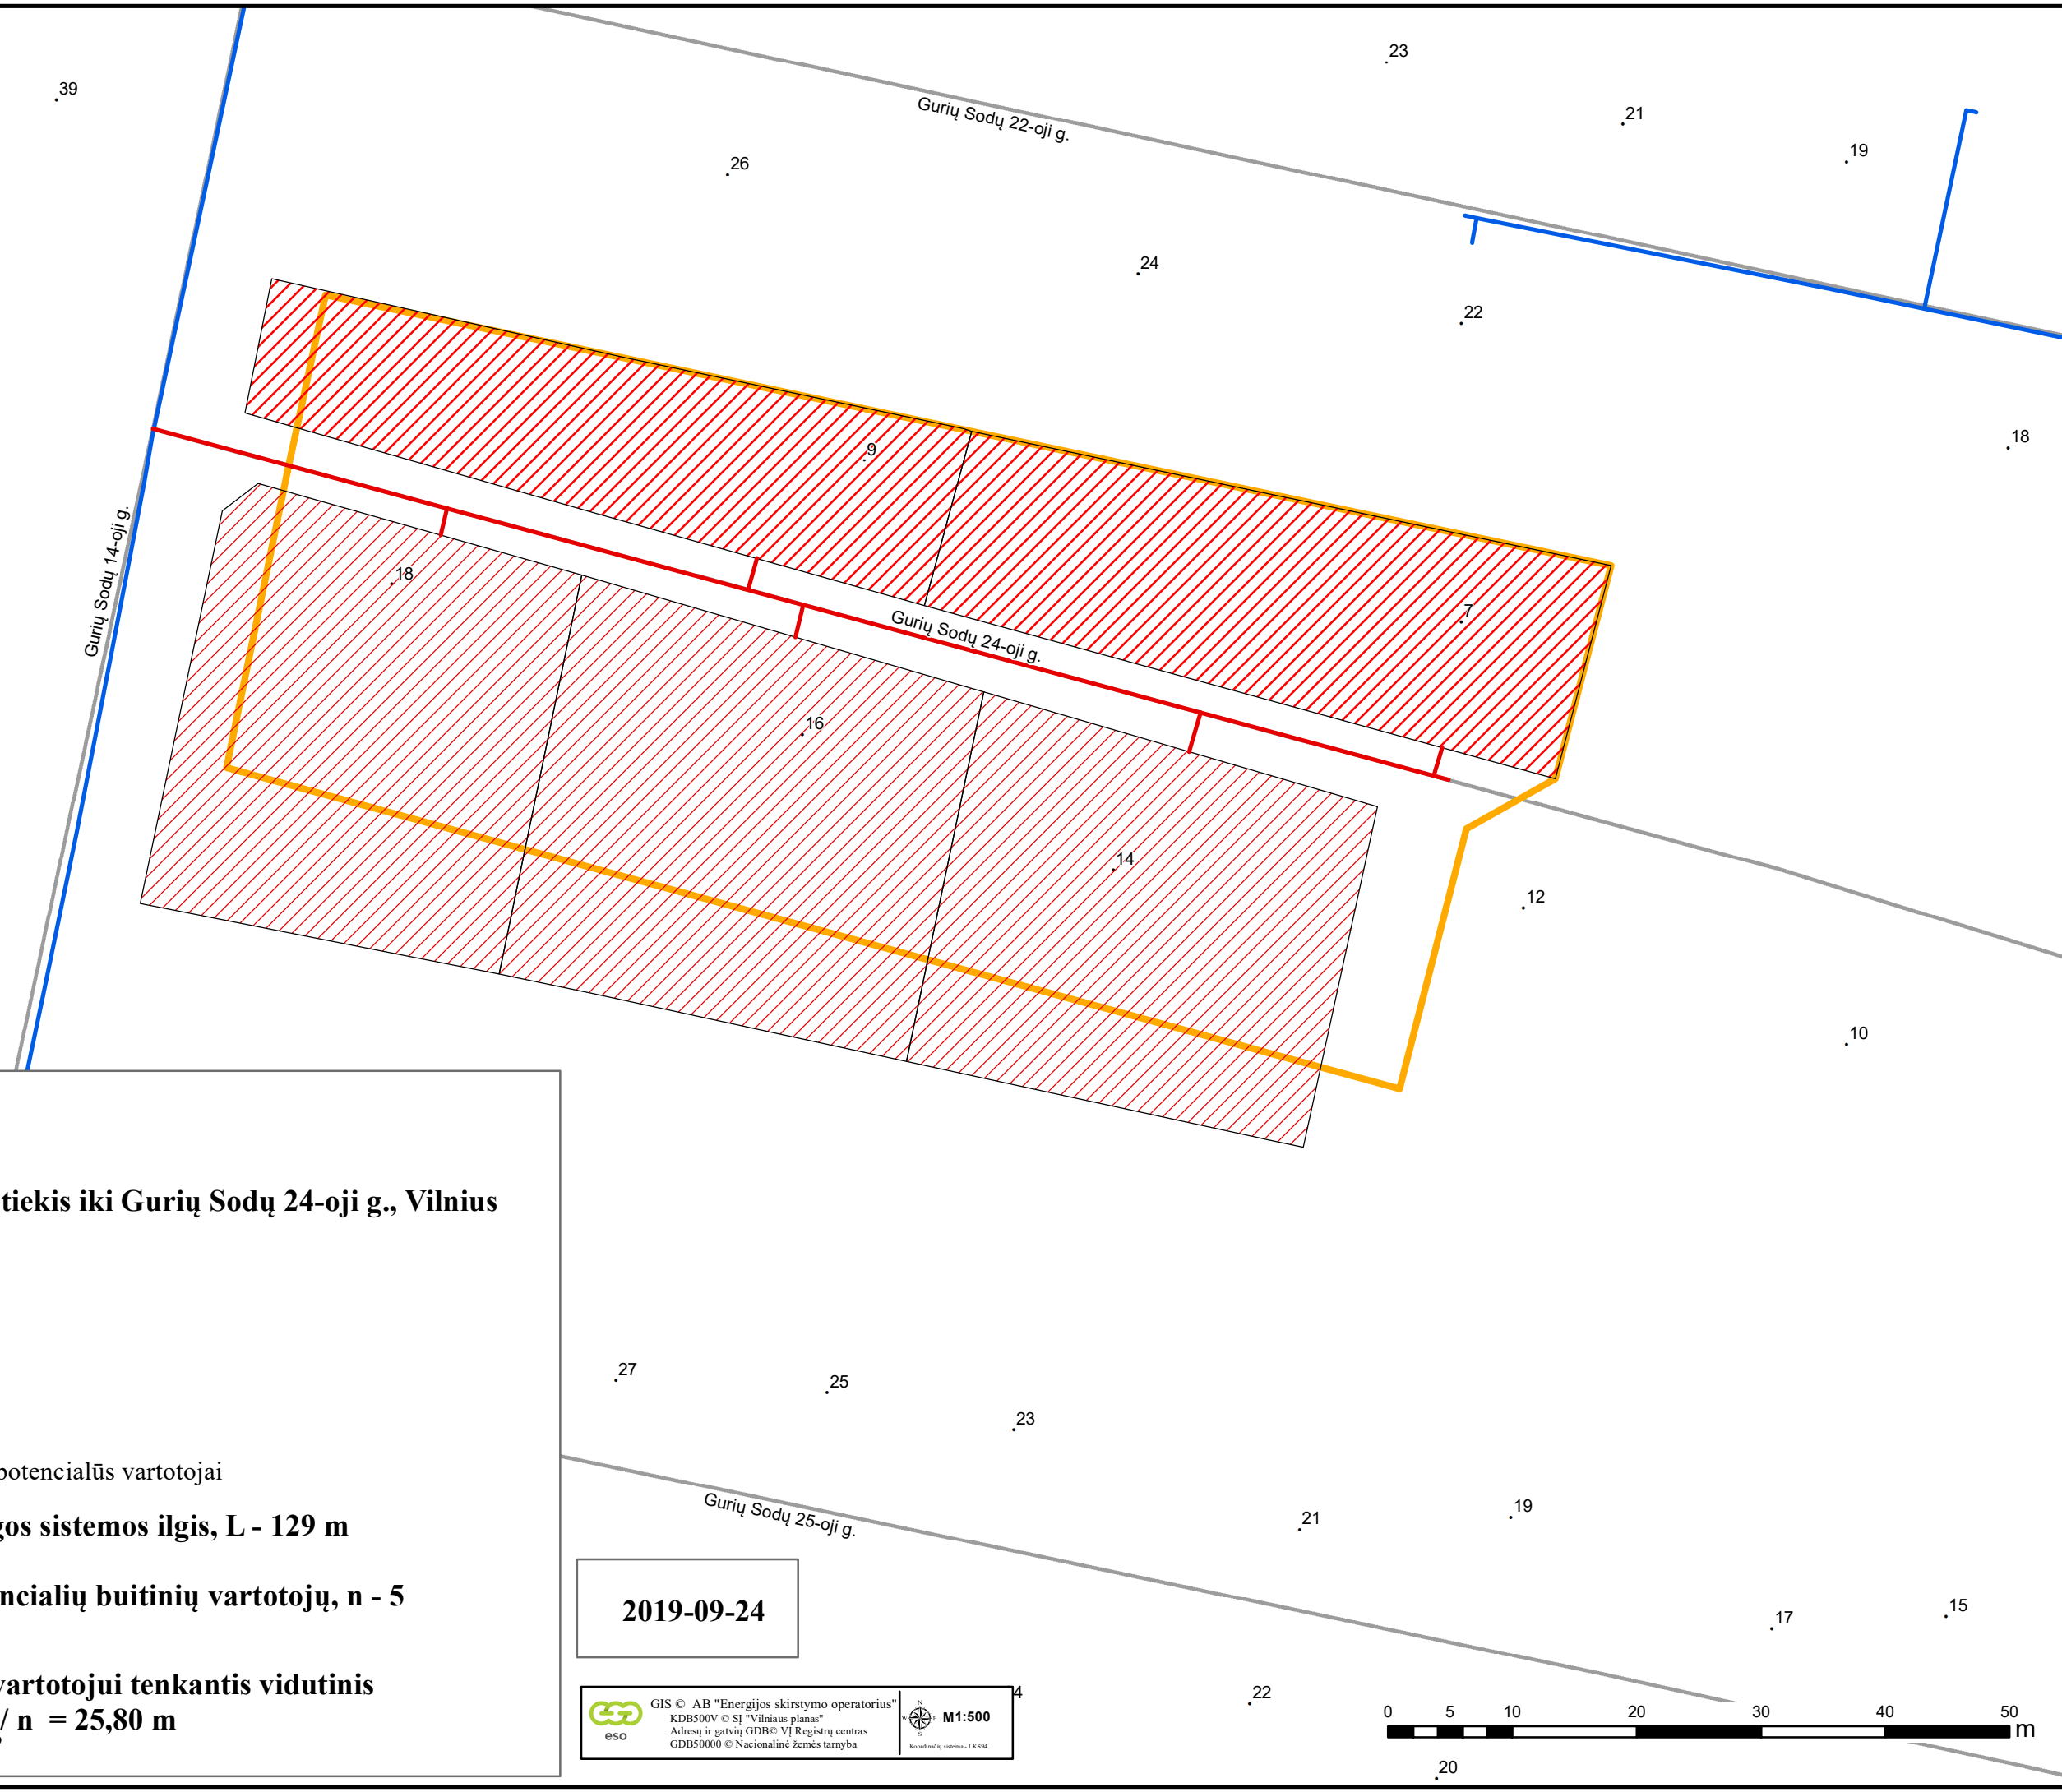 23
39
21
Gurių Sodų 22-oji g.
19
26
24
22
18
9
Gurių Sodų 14-oji g.
18
7
Gurių Sodų 24-oji g.
16
14
12
10
tiekis iki Gurių Sodų 24-oji g., Vilnius
27
25
23
potencialūs vartotojai
gos sistemos ilgis, L - 129 m
Gurių Sodų 25-oji g.
21
19
ncialių buitinių vartotojų, n - 5
2019-09-24
17
15
vartotojui tenkantis vidutinis
/ n = 25,80 m
eso
GIS © AB "Energijos skirstymo operatorius"
KDB500V © SĮ "Vilniaus planas"
Adresų ir gatvių GDB© VĮ Registrų centras
GDB50000 © Nacionalinė žemės tarnyba
N
W E
S
M1:500
Koordinačių sistema - LKS94
4
22
0 5 10 20 30 40 50
m
20